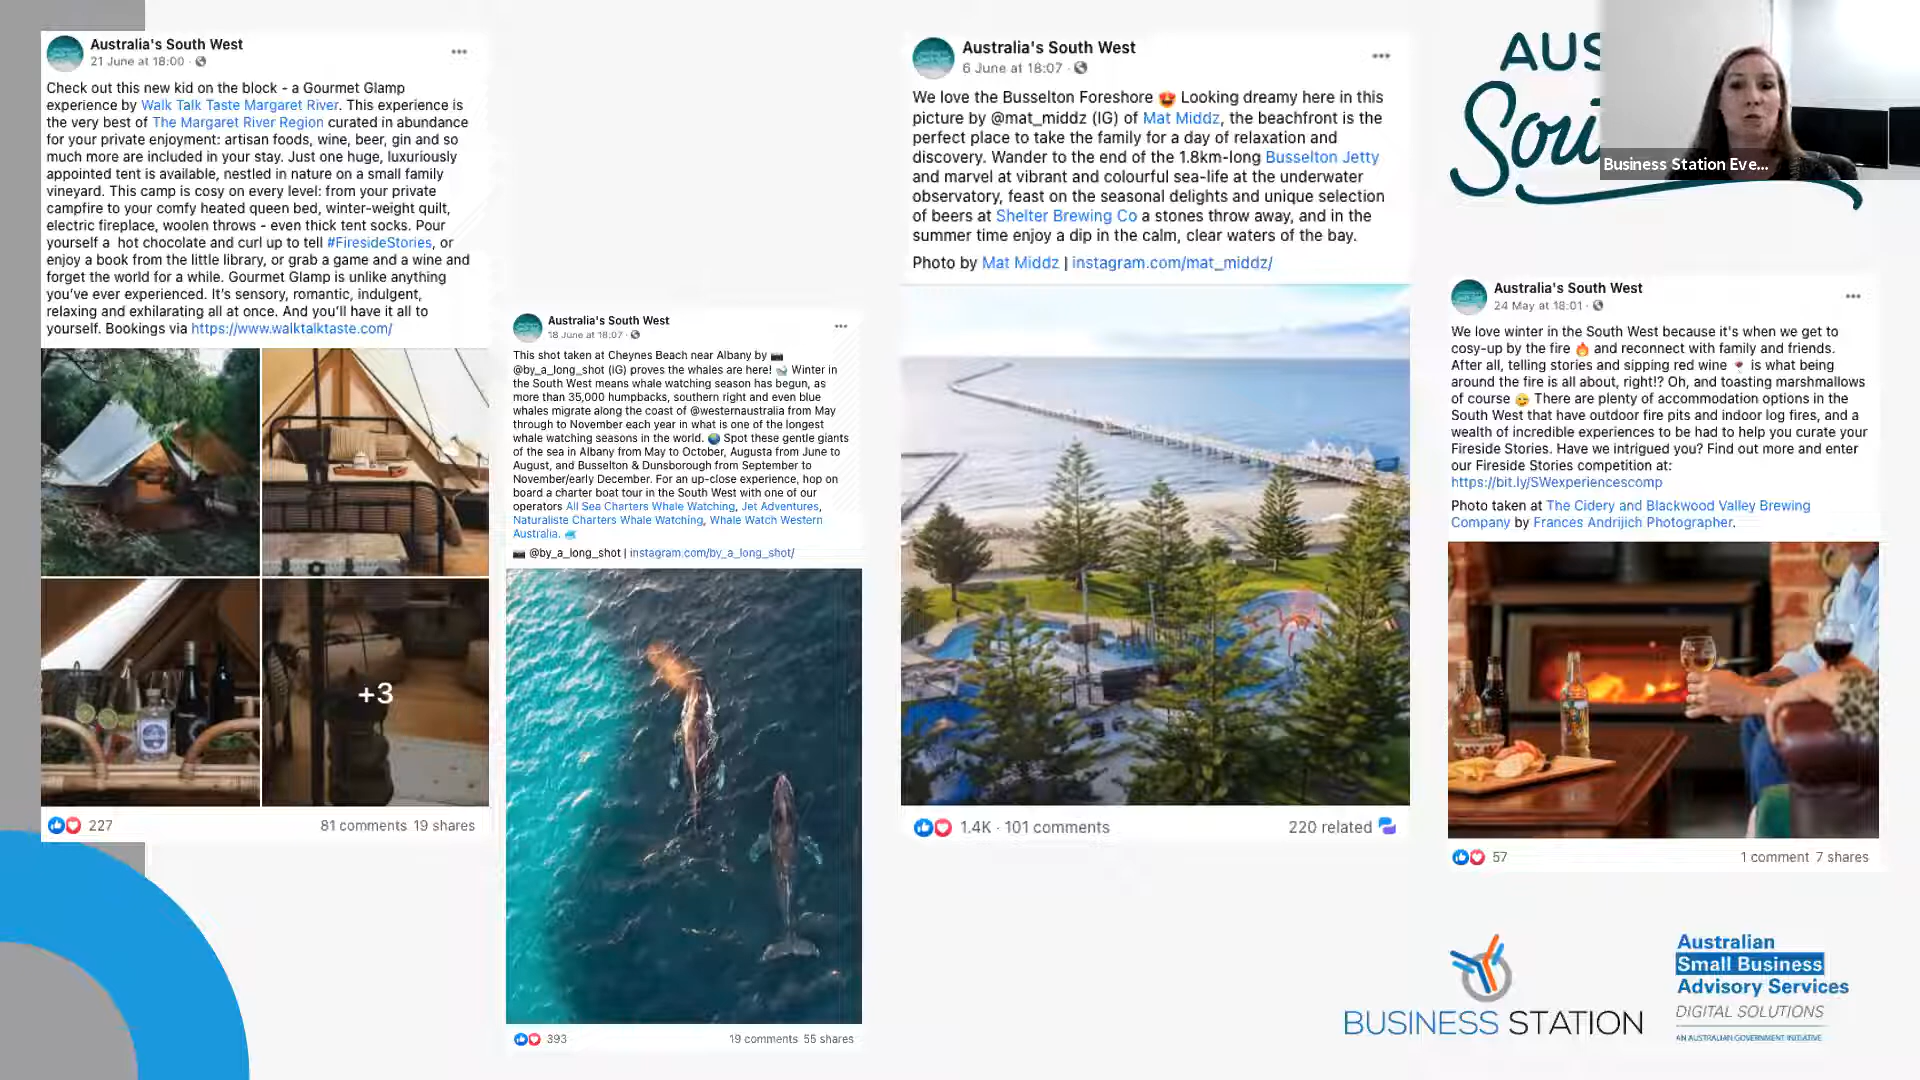 Australia's South West
21 June at 18:00 ·
Check out this new kid on the block - a Gourmet Glamp
experience by Walk Talk Taste Margaret River. This experience is
the very best of The Margaret River Region curated in abundance
for your private enjoyment: artisan foods, wine, beer, gin and so
much more are included in your stay. Just one huge, luxuriously
appointed tent is available, nestled in nature on a small family
vineyard. This camp is cosy on every level: from your private
campfire to your comfy heated queen bed, winter-weight quilt,
electric fireplace, woolen throws - even thick tent socks. Pour
yourself a hot chocolate and curl up to tell #FiresideStories, or
enjoy a book from the little library, or grab a game and a wine and
forget the world for a while. Gourmet Glamp is unlike anything
you've ever experienced. It's sensory, romantic, indulgent,
relaxing and exhilarating all at once. And you'll have it all to
yourself. Bookings via https://www.walktalktaste.com/
+3
227
81 comments 19 shares
Australia's South West
18 June at 18:07 ·
This shot taken at Cheynes Beach near Albany by 📷
@by_a_long_shot (IG) proves the whales are here! 🐋 Winter in
the South West means whale watching season has begun, as
more than 35,000 humpbacks, southern right and even blue
whales migrate along the coast of @westernaustralia from May
through to November each year in what is one of the longest
whale watching seasons in the world. 🌏 Spot these gentle giants
of the sea in Albany from May to October, Augusta from June to
August, and Busselton & Dunsborough from September to
November/early December. For an up-close experience, hop on
board a charter boat tour in the South West with one of our
operators All Sea Charters Whale Watching, Jet Adventures,
Naturaliste Charters Whale Watching, Whale Watch Western
Australia. 🐳
📷 @by_a_long_shot | instagram.com/by_a_long_shot/
393
19 comments 55 shares
Australia's South West
6 June at 18:07 ·
We love the Busselton Foreshore 😍 Looking dreamy here in this
picture by @mat_middz (IG) of Mat Middz, the beachfront is the
perfect place to take the family for a day of relaxation and
discovery. Wander to the end of the 1.8km-long Busselton Jetty
and marvel at vibrant and colourful sea-life at the underwater
observatory, feast on the seasonal delights and unique selection
of beers at Shelter Brewing Co a stones throw away, and in the
summer time enjoy a dip in the calm, clear waters of the bay.
Photo by Mat Middz | instagram.com/mat_middz/
1.4K · 101 comments
220 related
AUS
Sou
Business Station Eve...
Australia's South West
24 May at 18:01 ·
We love winter in the South West because it's when we get to
cosy-up by the fire 🔥 and reconnect with family and friends.
After all, telling stories and sipping red wine 🍷 is what being
around the fire is all about, right!? Oh, and toasting marshmallows
of course 😋 There are plenty of accommodation options in the
South West that have outdoor fire pits and indoor log fires, and a
wealth of incredible experiences to be had to help you curate your
Fireside Stories. Have we intrigued you? Find out more and enter
our Fireside Stories competition at:
https://bit.ly/SWexperiencescomp
Photo taken at The Cidery and Blackwood Valley Brewing
Company by Frances Andrijich Photographer.
57
1 comment 7 shares
BUSINESS STATION
Australian
Small Business
Advisory Services
DIGITAL SOLUTIONS
AN AUSTRALIAN GOVERNMENT INITIATIVE